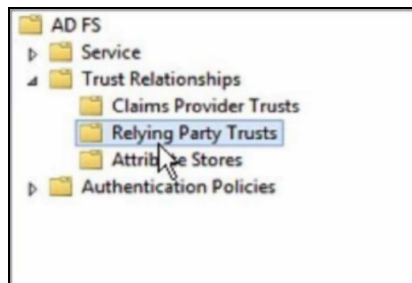 AD FS
Service
Trust Relationships
Claims Provider Trusts
Relying Party Trusts
Attribute Stores
Authentication Policies